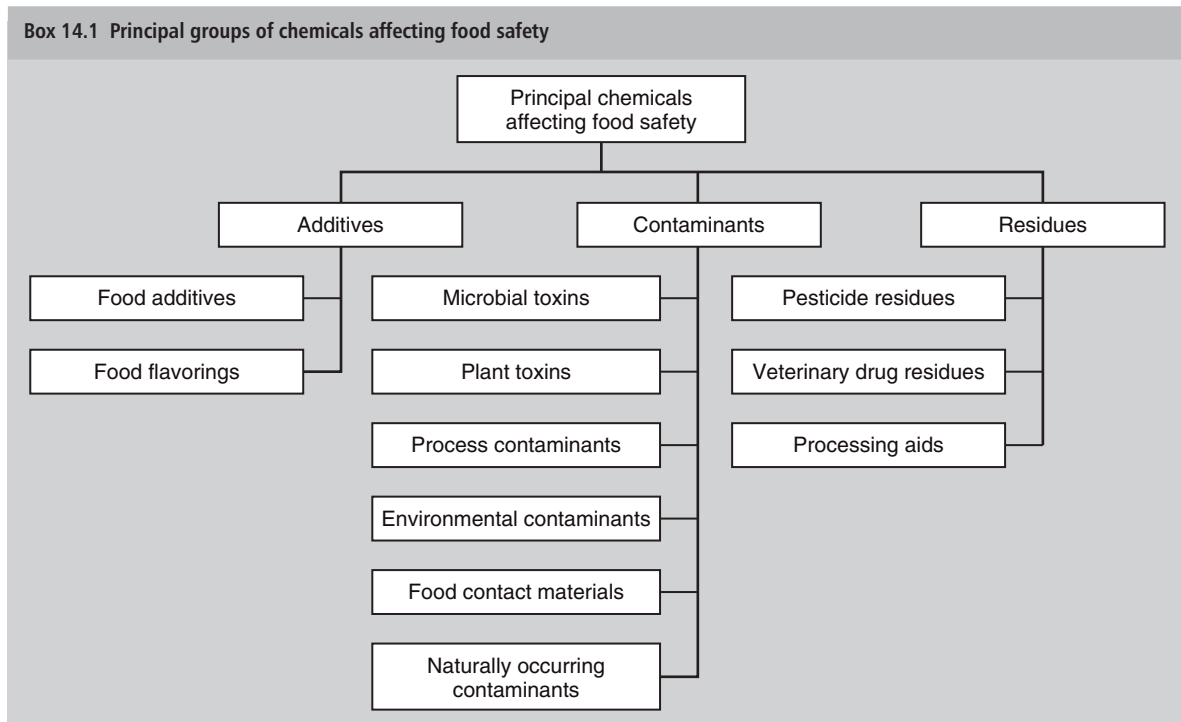 Box 14.1 Principal groups of chemicals affecting food safety
Principal chemicals
affecting food safety
Additives
Contaminants
Residues
Food additives
Microbial toxins
Pesticide residues
Food flavorings
Plant toxins
Veterinary drug residues
Process contaminants
Processing aids
Environmental contaminants
Food contact materials
Naturally occurring
contaminants